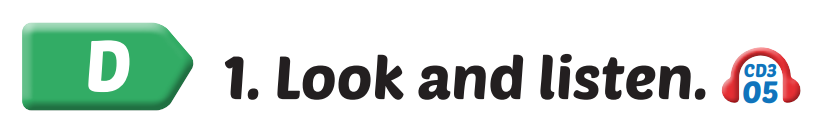 D 1. Look and listen. CD3
05